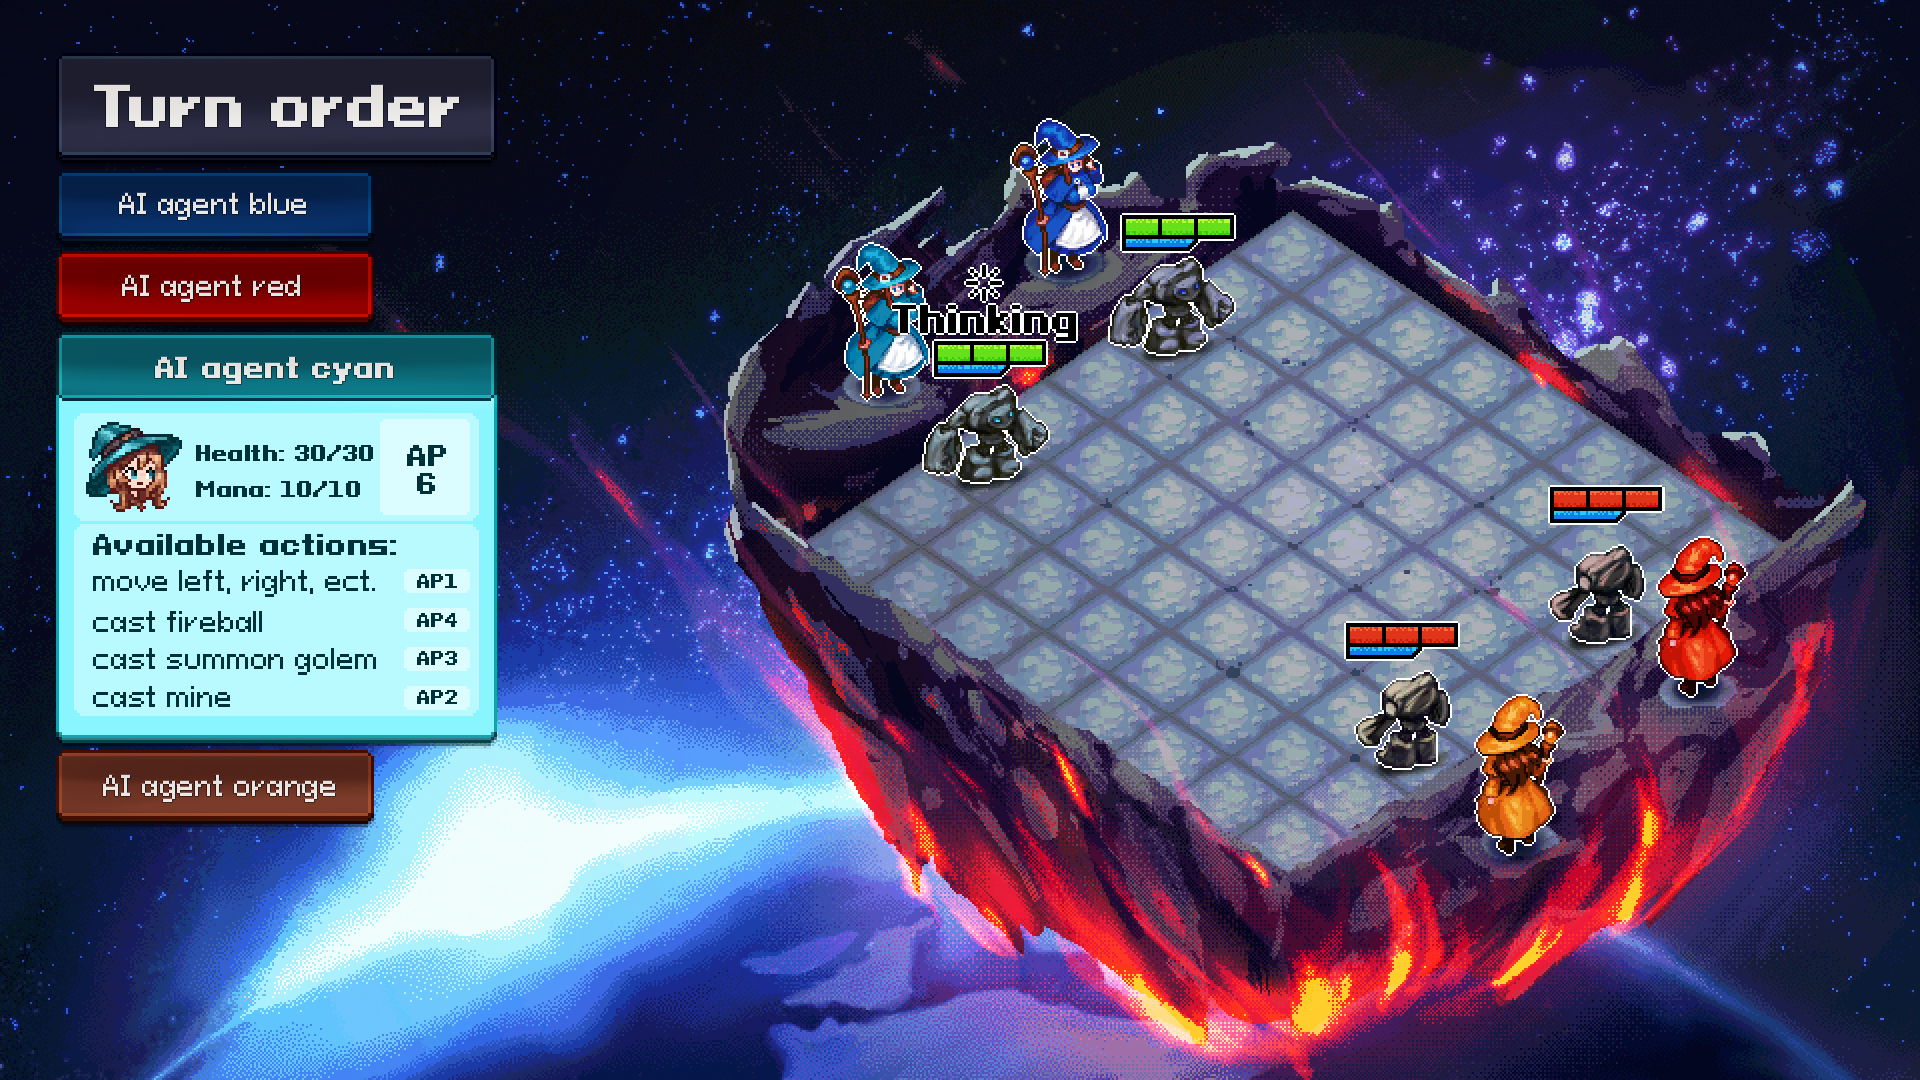 Turn order
AI agent blue
AI agent red
AI agent cyan
Health: 30/30
Mana: 10/10
AP
6
Available actions:
move left, right, ect. AP1
cast fireball AP4
cast summon golem AP3
cast mine AP2
AI agent orange
Thinking